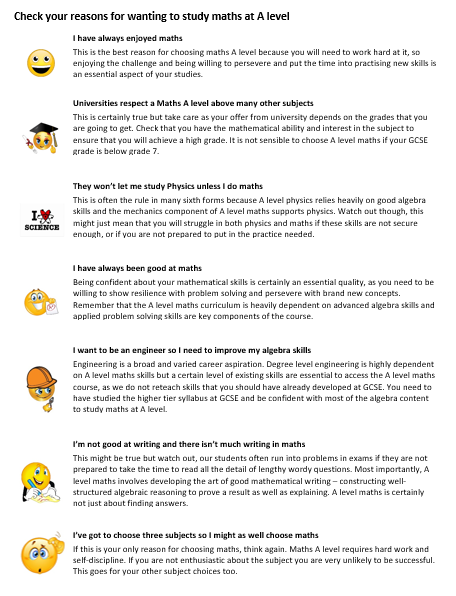 Check your reasons for wanting to study maths at A level
I have always enjoyed maths
This is the best reason for choosing maths A level because you will need to work hard at it, so
enjoying the challenge and being willing to persevere and put the time into practising new skills is
an essential aspect of your studies.
Universities respect a Maths A level above many other subjects
This is certainly true but take care as your offer from university depends on the grades that you
are going to get. Check that you have the mathematical ability and interest in the subject to
ensure that you will achieve a high grade. It is not sensible to choose A level maths if your GCSE
grade is below grade 7.
They won't let me study Physics unless I do maths
This is often the rule in many sixth forms because A level physics relies heavily on good algebra
skills and the mechanics component of A level maths supports physics. Watch out though, this
might just mean that you will struggle in both physics and maths if these skills are not secure
enough, or if you are not prepared to put in the practice needed.
I
SCIENCE
I have always been good at maths
Being confident about your mathematical skills is certainly an essential quality, as you need to be
willing to show resilience with problem solving and persevere with brand new concepts.
Remember that the A level maths curriculum is heavily dependent on advanced algebra skills and
applied problem solving skills are key components of the course.
I want to be an engineer so I need to improve my algebra skills
Engineering is a broad and varied career aspiration. Degree level engineering is highly dependent
on A level maths skills but a certain level of existing skills are essential to access the A level maths
course, as we do not reteach skills that you should have already developed at GCSE. You need to
have studied the higher tier syllabus at GCSE and be confident with most of the algebra content
to study maths at A level.
I'm not good at writing and there isn't much writing in maths
This might be true but watch out, our students often run into problems in exams if they are not
prepared to take the time to read all the detail of lengthy wordy questions. Most importantly, A
level maths involves developing the art of good mathematical writing – constructing well-
structured algebraic reasoning to prove a result as well as explaining. A level maths is certainly
not just about finding answers.
I've got to choose three subjects so I might as well choose maths
If this is your only reason for choosing maths, think again. Maths A level requires hard work and
self-discipline. If you are not enthusiastic about the subject you are very unlikely to be successful.
This goes for your other subject choices too.